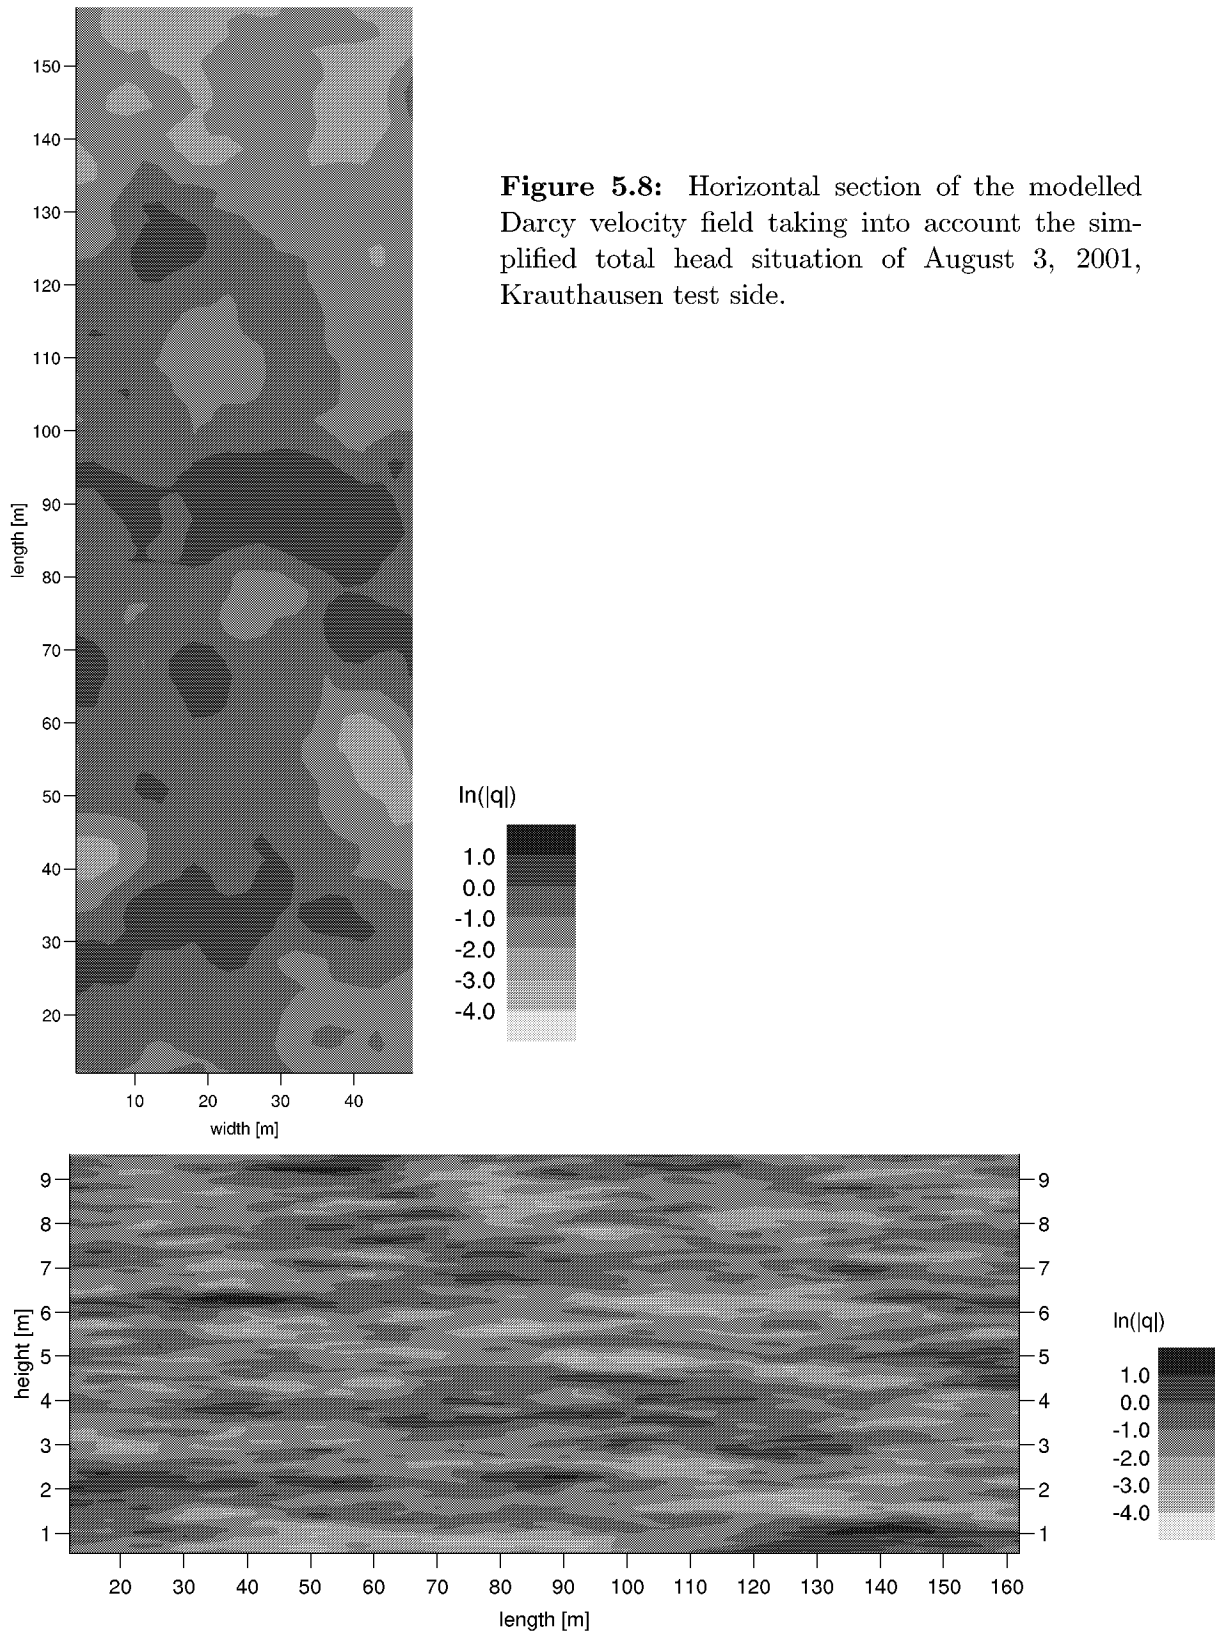 150
140
130
120
110
100
90
80
70
60
50
40
30
20
length [m]
10 20 30 40
width [m]
Figure 5.8: Horizontal section of the modelled
Darcy velocity field taking into account the sim-
plified total head situation of August 3, 2001,
Krauthausen test side.
ln(|q|)
1.0
0.0
-1.0
-2.0
-3.0
-4.0
9 9
8 8
7 7
6 6
5 5
4 4
3 3
2 2
1 1
height [m]
20 30 40 50 60 70 80 90 100 110 120 130 140 150 160
length [m]
ln(|q|)
1.0
0.0
-1.0
-2.0
-3.0
-4.0